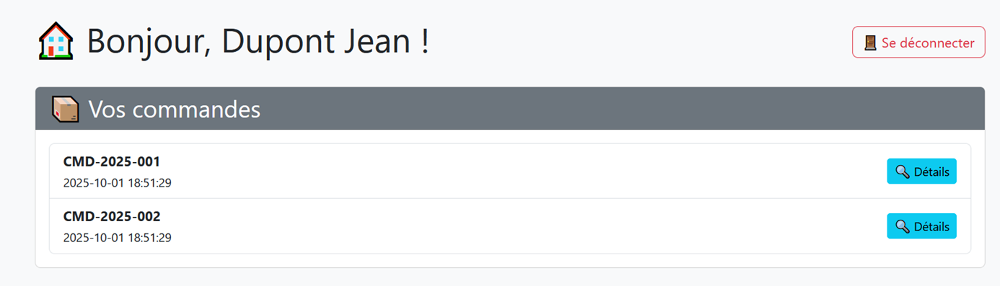 Bonjour, Dupont Jean !
Se déconnecter
Vos commandes
CMD-2025-001
2025-10-01 18:51:29
Détails
CMD-2025-002
2025-10-01 18:51:29
Détails